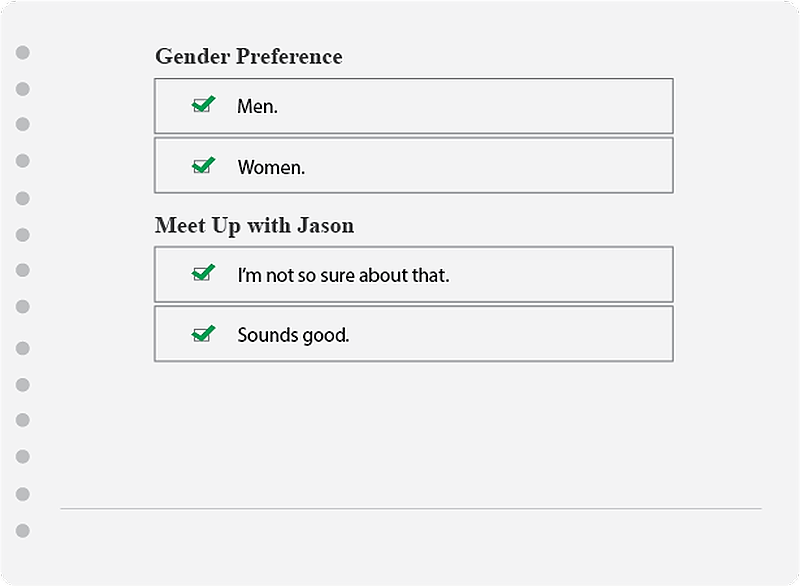 Gender Preference
Men.
Women.
Meet Up with Jason
I'm not so sure about that.
Sounds good.